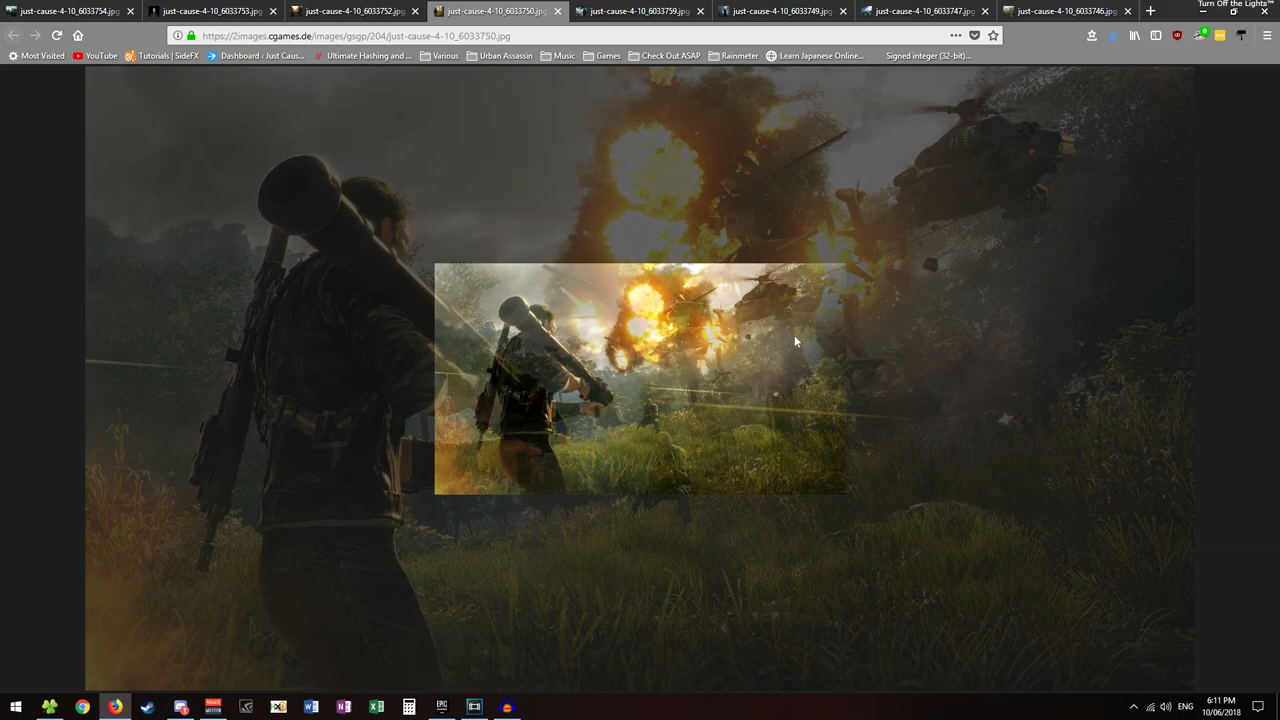 just-cause-4-10_6033754.jpg
just-cause-4-10_6033753.jpg
just-cause-4-10_6033752.jpg
just-cause-4-10_6033750.jpg
just-cause-4-10_6033759.jpg
just-cause-4-10_6033749.jpg
just-cause-4-10_6033747.jpg
just-cause-4-10_6033746.jpg
Turn Off the Lights™
https://2images.cgames.de/images/gsgp/204/just-cause-4-10_6033750.jpg
Most Visited YouTube Tutorials | SideFX Dashboard ‹ Just Caus... Ultimate Hashing and ... Various Urban Assassin Music Games Check Out ASAP Rainmeter Learn Japanese Online... Signed integer (32-bit)...
EPIC
ENG
6:11 PM
10/06/2018